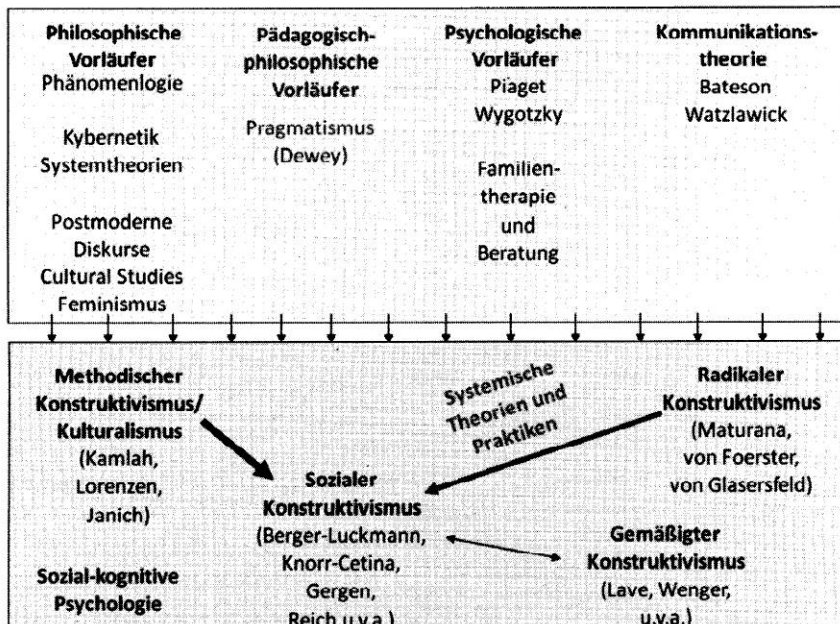 Philosophische
Vorläufer
Phänomenlogie
Kybernetik
Systemtheorien
Postmoderne
Diskurse
Cultural Studies
Feminismus
Pädagogisch-
philosophische
Vorläufer
Pragmatismus
(Dewey)
Psychologische
Vorläufer
Piaget
Wygotzky
Familien-
therapie
und
Beratung
Kommunikations-
theorie
Bateson
Watzlawick
Methodischer
Konstruktivismus/
Kulturalismus
(Kamlah,
Lorenzen,
Janich)
Sozial-kognitive
Psychologie
Sozialer
Konstruktivismus
(Berger-Luckmann,
Knorr-Cetina,
Gergen,
Reich u.v.a.)
Systemische
Theorien und
Praktiken
Radikaler
Konstruktivismus
(Maturana,
von Foerster,
von Glasersfeld)
Gemäßigter
Konstruktivismus
(Lave, Wenger,
u.v.a.)